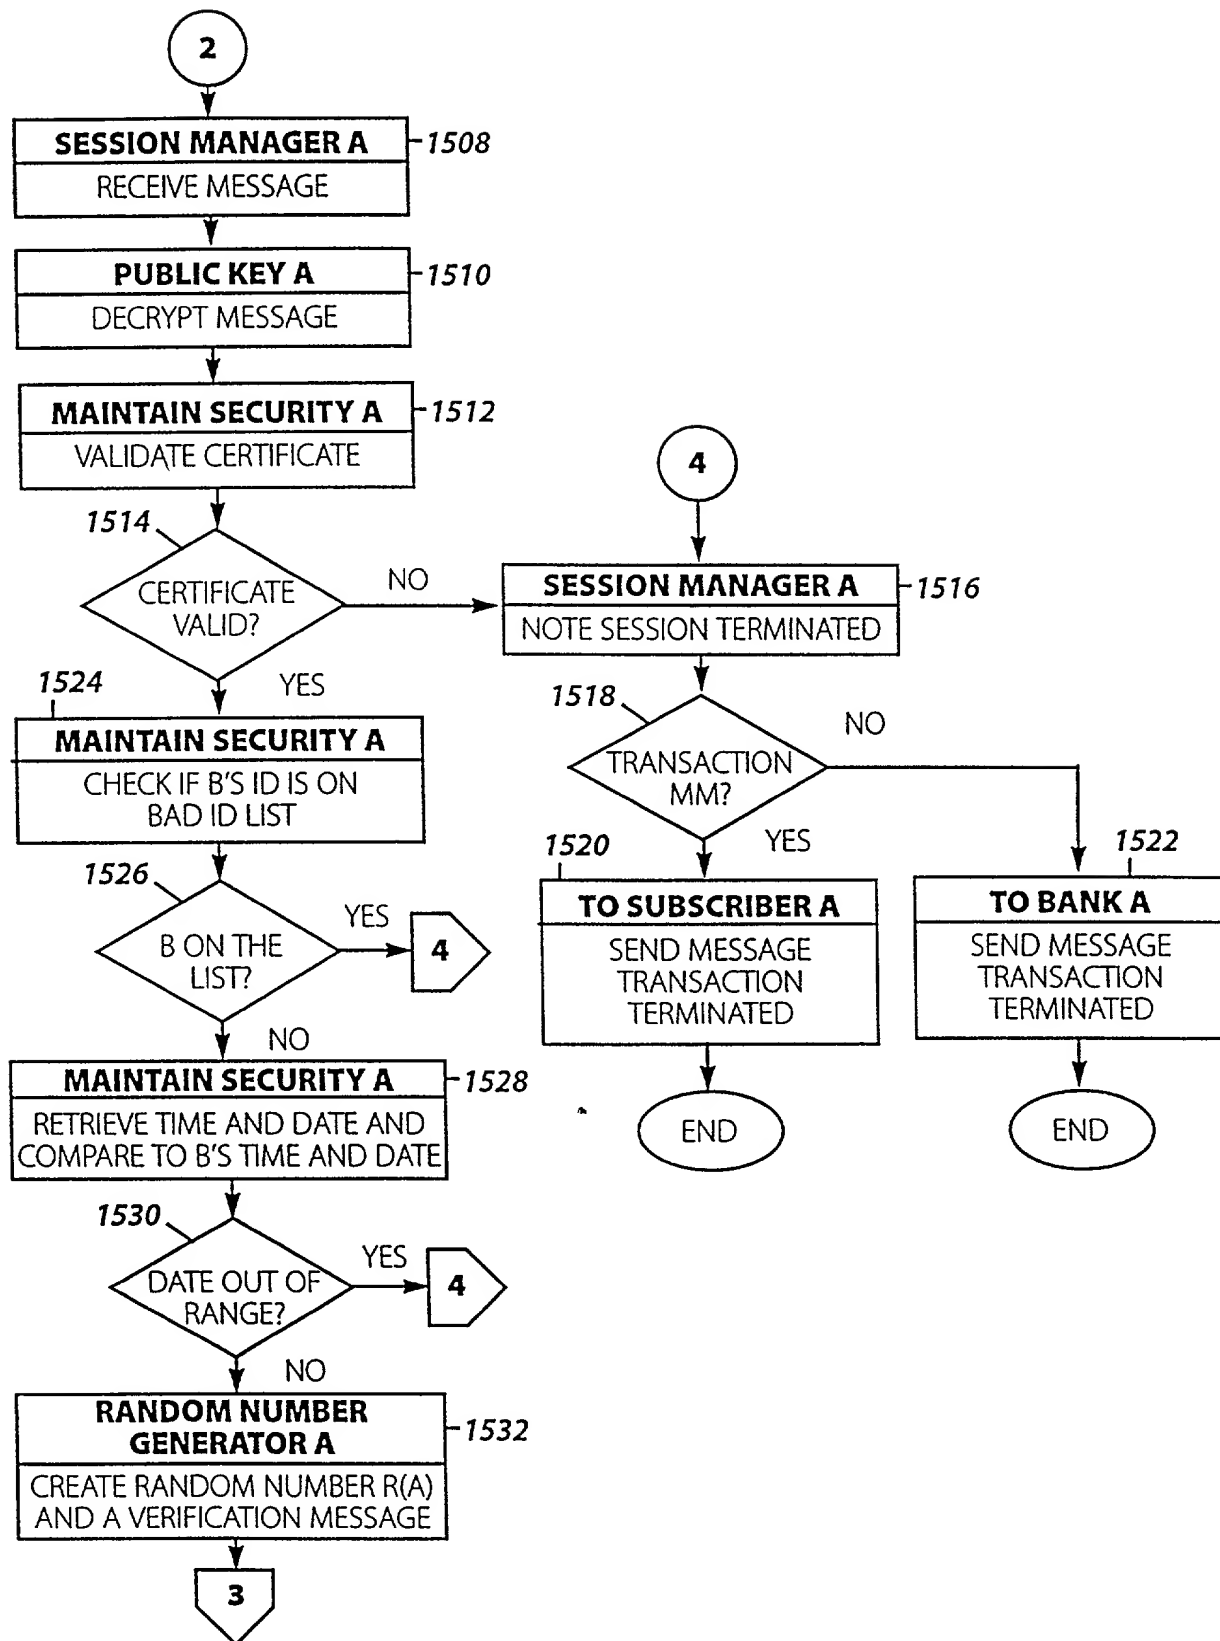 2
SESSION MANAGER A
1508
RECEIVE MESSAGE
PUBLIC KEY A
1510
DECRYPT MESSAGE
MAINTAIN SECURITY A
1512
VALIDATE CERTIFICATE
1514
CERTIFICATE
VALID?
NO
YES
4
SESSION MANAGER A
1516
NOTE SESSION TERMINATED
1518
TRANSACTION
MM?
NO
YES
1520
TO SUBSCRIBER A
SEND MESSAGE
TRANSACTION
TERMINATED
END
1522
TO BANK A
SEND MESSAGE
TRANSACTION
TERMINATED
END
1524
MAINTAIN SECURITY A
CHECK IF B'S ID IS ON
BAD ID LIST
1526
B ON THE
LIST?
YES
4
NO
MAINTAIN SECURITY A
1528
RETRIEVE TIME AND DATE AND
COMPARE TO B'S TIME AND DATE
1530
DATE OUT OF
RANGE?
YES
4
NO
RANDOM NUMBER
GENERATOR A
1532
CREATE RANDOM NUMBER R(A)
AND A VERIFICATION MESSAGE
3